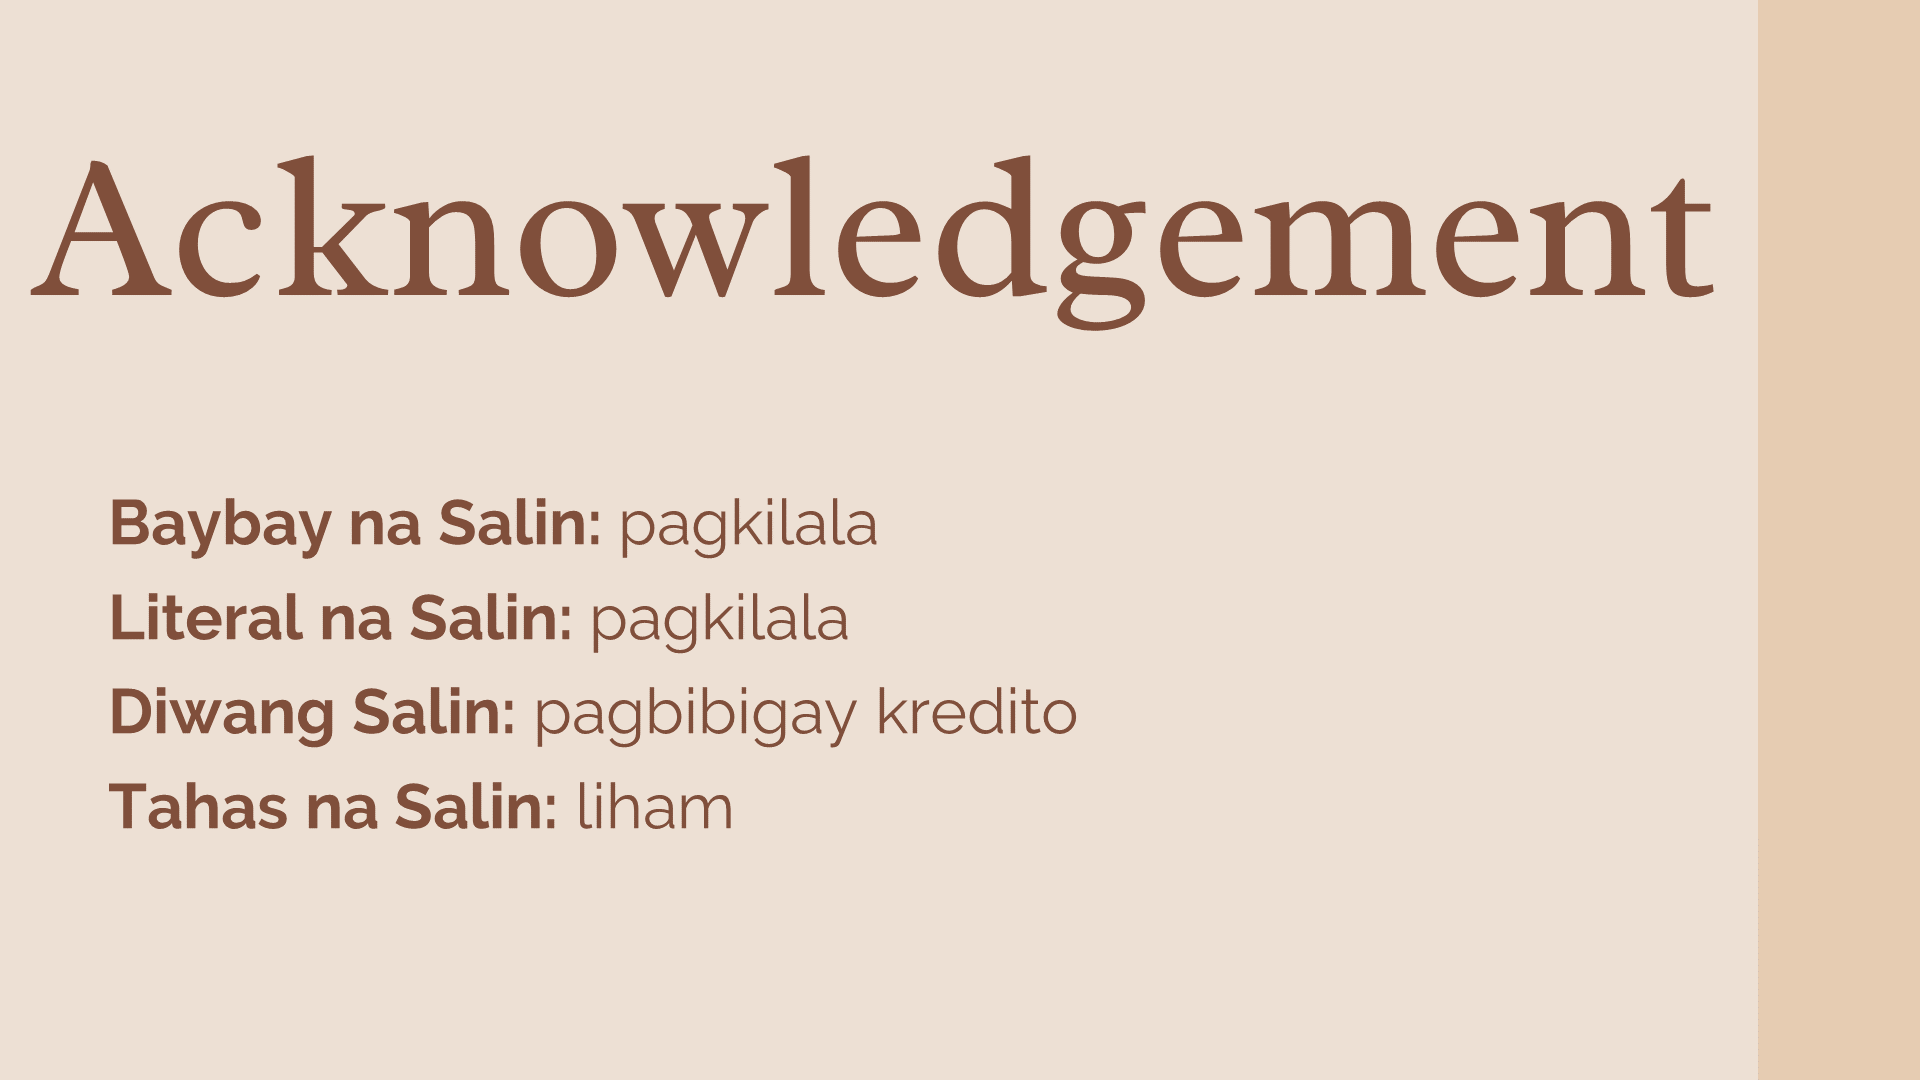 Acknowledgement
Baybay na Salin: pagkilala
Literal na Salin: pagkilala
Diwang Salin: pagbibigay kredito
Tahas na Salin: liham